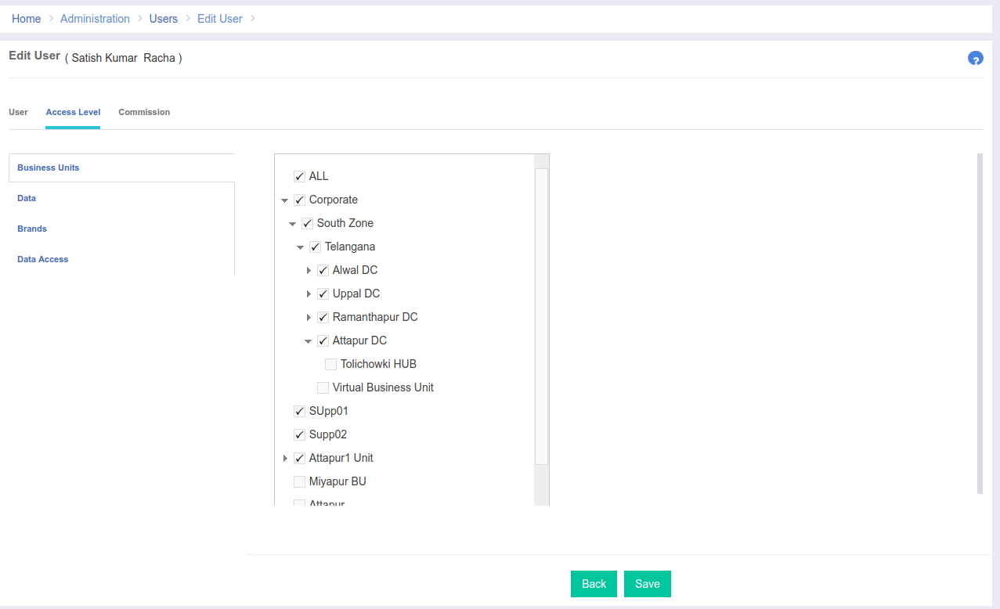 Home > Administration > Users > Edit User >
Edit User ( Satish Kumar Racha )
?
User Access Level Commission
Business Units
Data
Brands
Data Access
ALL
Corporate
South Zone
Telangana
Alwal DC
Uppal DC
Ramanthapur DC
Attapur DC
Tolichowki HUB
Virtual Business Unit
SUpp01
Supp02
Attapur1 Unit
Miyapur BU
Attapur
Back Save